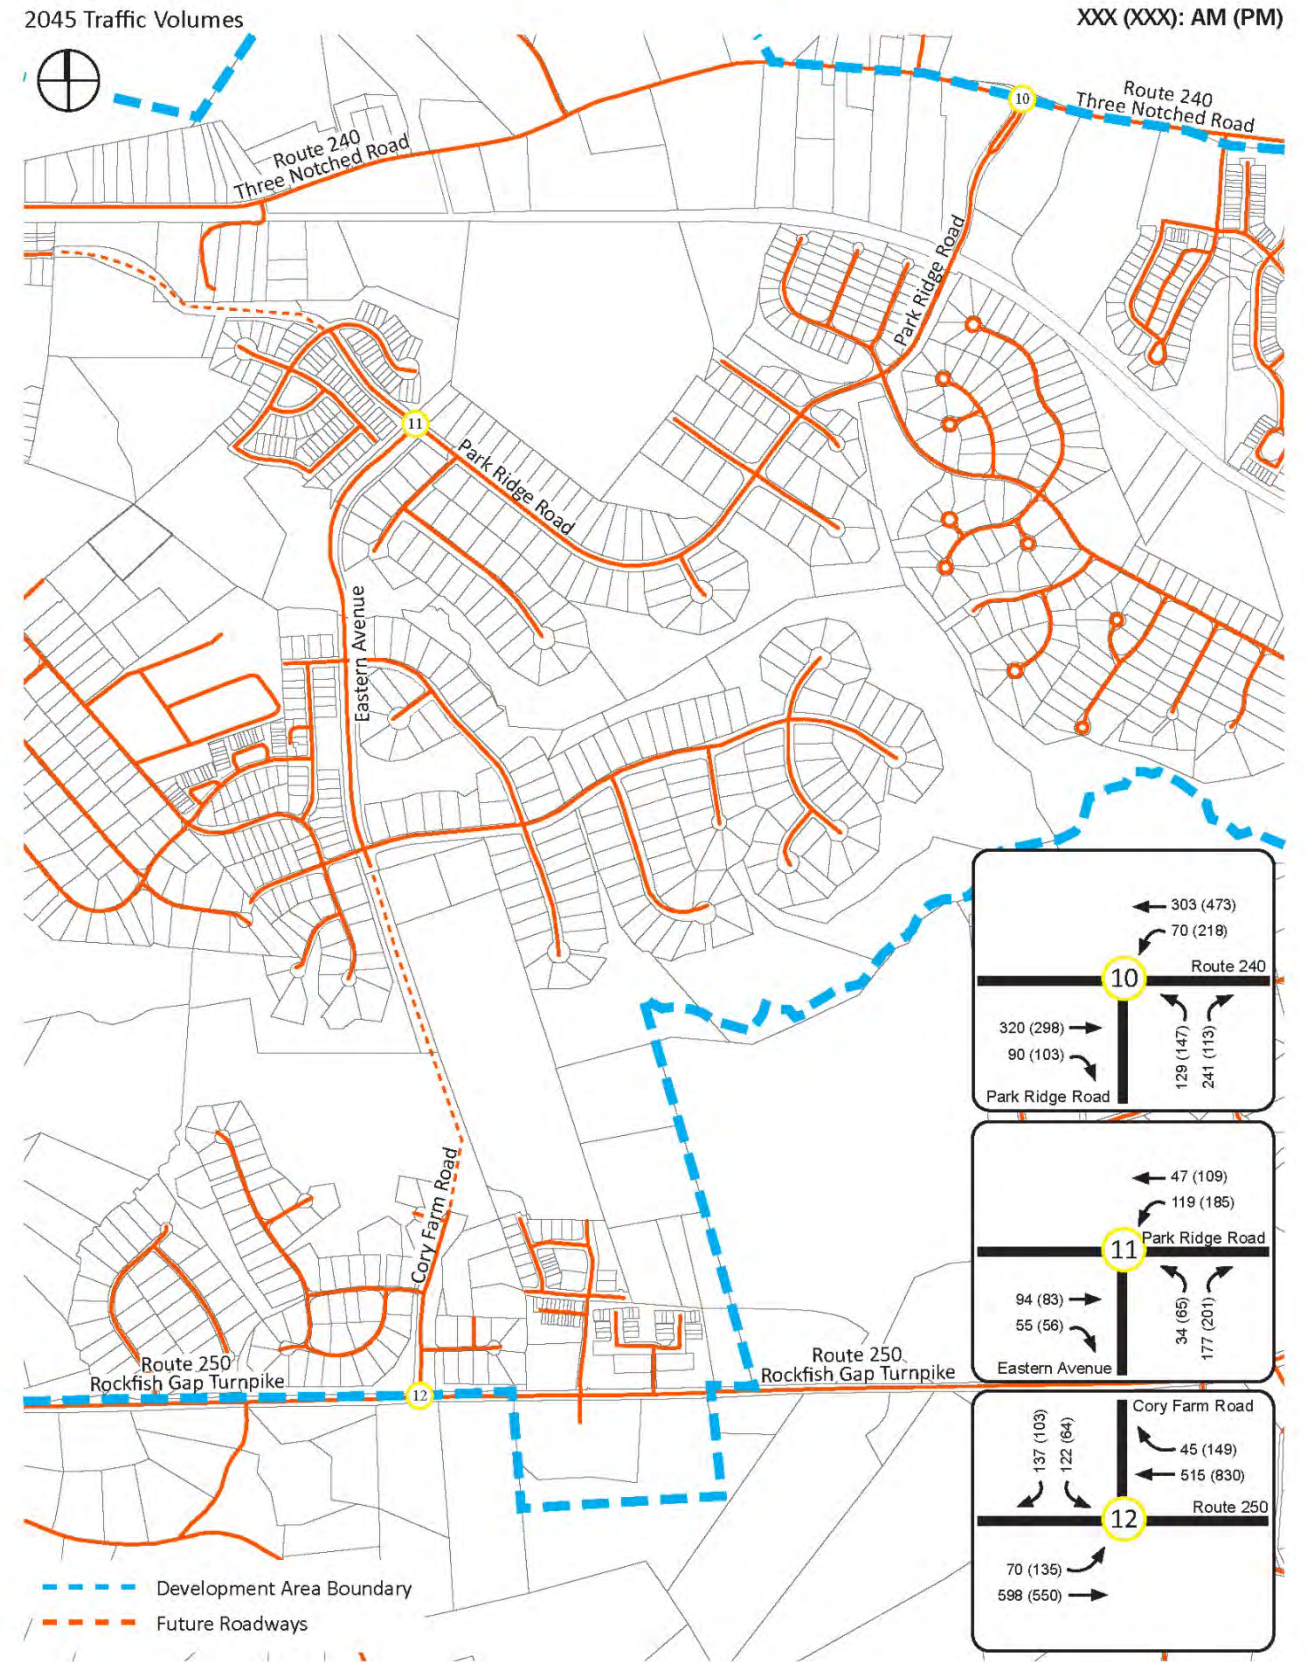 2045 Traffic Volumes
XXX (XXX): AM (PM)
Route 240
Three Notched Road
10
Route 240
Three Notched Road
Park Ridge Road
11
Park Ridge Road
Eastern Avenue
303 (473)
70 (218)
10
Route 240
320 (298)
90 (103)
129 (147)
241 (113)
Park Ridge Road
47 (109)
119 (185)
11
Park Ridge Road
94 (83)
55 (56)
34 (65)
177 (201)
Eastern Avenue
Cory Farm Road
Route 250
Rockfish Gap Turnpike
12
Route 250
Rockfish Gap Turnpike
Cory Farm Road
137 (103)
122 (64)
45 (149)
515 (830)
12
Route 250
70 (135)
598 (550)
Development Area Boundary
Future Roadways